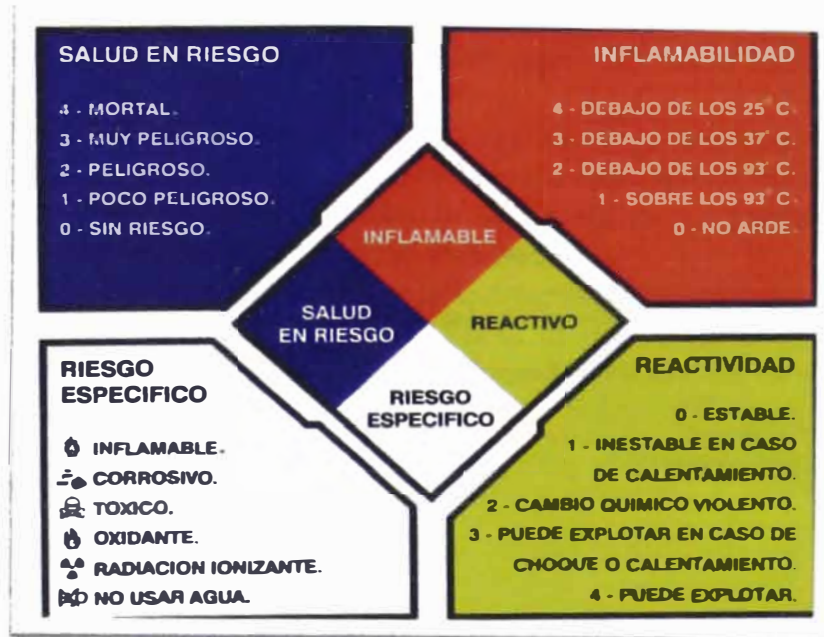 SALUD EN RIESGO
4 - MORTAL.
3 - MUY PELIGROSO.
2 - PELIGROSO.
1 - POCO PELIGROSO.
0 - SIN RIESGO.
INFLAMABILIDAD
4 - DEBAJO DE LOS 25° C.
3 - DEBAJO DE LOS 37° C.
2 - DEBAJO DE LOS 93° C.
1 - SOBRE LOS 93° C.
0 - NO ARDE.
INFLAMABLE
SALUD
EN RIESGO
REACTIVO
RIESGO
ESPECIFICO
RIESGO
ESPECIFICO
INFLAMABLE.
CORROSIVO.
TOXICO.
OXIDANTE.
RADIACION IONIZANTE.
NO USAR AGUA.
REACTIVIDAD
0 - ESTABLE.
1 - INESTABLE EN CASO
DE CALENTAMIENTO.
2 - CAMBIO QUIMICO VIOLENTO.
3 - PUEDE EXPLOTAR EN CASO DE
CHOQUE O CALENTAMIENTO.
4 - PUEDE EXPLOTAR.